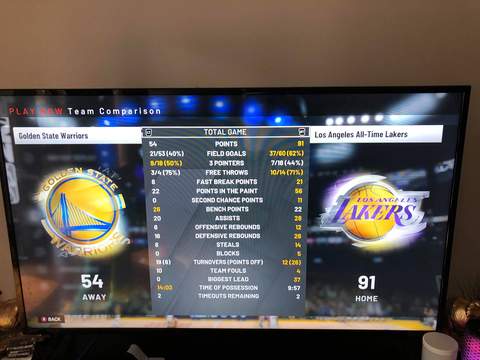 PLAY NOW Team Comparison
Golden State Warriors
TOTAL GAME
Los Angeles All-Time Lakers
54 POINTS 91
21/53 (40%) FIELD GOALS 37/60 (62%)
9/18 (50%) 3 POINTERS 7/16 (44%)
3/4 (75%) FREE THROWS 10/14 (71%)
8 FAST BREAK POINTS 21
22 POINTS IN THE PAINT 56
0 SECOND CHANCE POINTS 11
26 BENCH POINTS 22
20 ASSISTS 28
6 OFFENSIVE REBOUNDS 12
16 DEFENSIVE REBOUNDS 29
8 STEALS 14
0 BLOCKS 5
19 (6) TURNOVERS (POINTS OFF) 12 (26)
10 TEAM FOULS 4
0 BIGGEST LEAD 37
14:03 TIME OF POSSESSION 9:57
2 TIMEOUTS REMAINING 2
GOLDEN STATE
WARRIORS
54
AWAY
LOS ANGELES
LAKERS
91
HOME
BACK